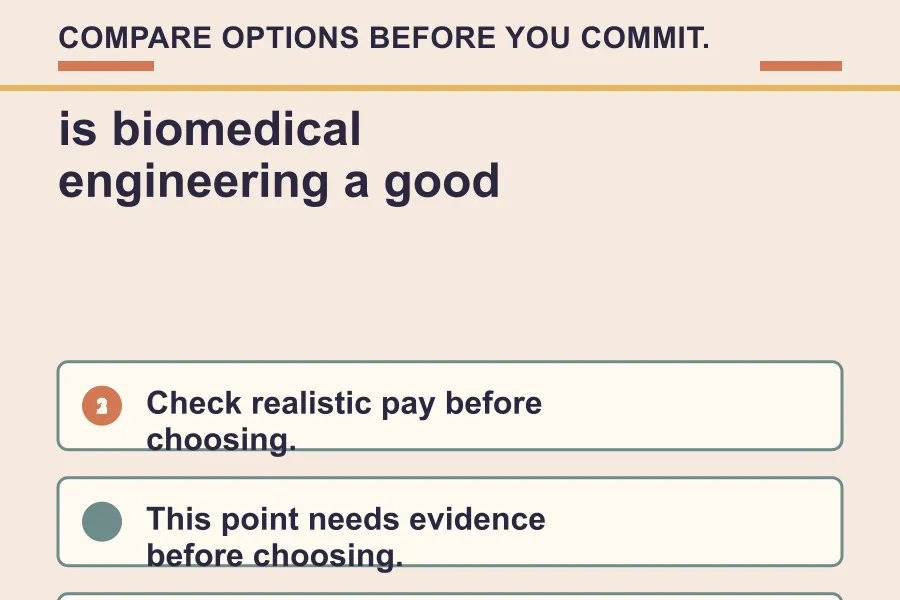 COMPARE OPTIONS BEFORE YOU COMMIT.
is biomedical
engineering a good
Check realistic pay before
choosing.
This point needs evidence
before choosing.